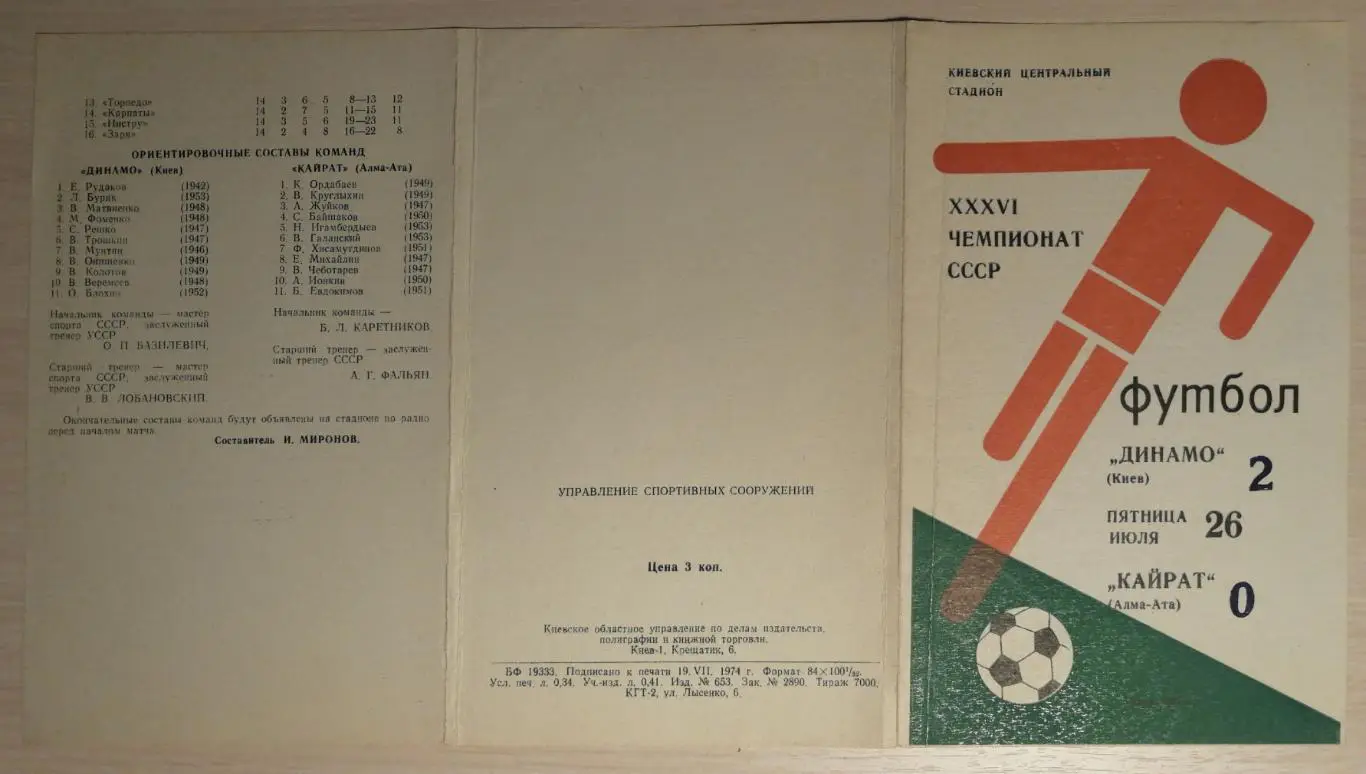 13. «Торпедо» 14 3 6 5 8—13 12
14. «Карпаты» 14 2 7 5 11—15 11
15. «Нистру» 14 3 5 6 19—23 11
16. «Заря» 14 2 4 8 16—22 8
ОРИЕНТИРОВОЧНЫЕ СОСТАВЫ КОМАНД
«ДИНАМО» (Киев)
1. Е. Рудаков (1942)
2. Л. Буряк (1953)
3. В. Матвиенко (1948)
4. М. Фоменко (1948)
5. С. Решко (1947)
6. В. Трошкин (1947)
7. В. Мунтян (1946)
8. В. Онищенко (1949)
9. В. Колотов (1949)
10. В. Веремеев (1948)
11. О. Блохин (1952)
Начальник команды — мастер
спорта СССР, заслуженный
тренер УССР
О. П. БАЗИЛЕВИЧ.
Старший тренер — мастер
спорта СССР, заслуженный
тренер УССР
В. В. ЛОБАНОВСКИЙ.
«КАЙРАТ» (Алма-Ата)
1. К. Ордабаев (1949)
2. В. Круглыхин (1949)
3. А. Жуйков (1947)
4. С. Байшаков (1950)
5. Н. Игамбердыев (1953)
6. В. Галанский (1953)
7. Ф. Хисамутдинов (1951)
8. Е. Михайлин (1947)
9. В. Чеботарев (1947)
10. А. Ионкин (1950)
11. Б. Евдокимов (1951)
Начальник команды —
Б. Л. КАРЕТНИКОВ.
Старший тренер — заслужен-
ный тренер СССР
А. Г. ФАЛЬЯН.
Окончательные составы команд будут объявлены на стадионе по радио
перед началом матча.
Составитель И. МИРОНОВ.
УПРАВЛЕНИЕ СПОРТИВНЫХ СООРУЖЕНИЙ
Цена 3 коп.
Киевское областное управление по делам издательств,
полиграфии и книжной торговли.
Киев-1, Крещатик, 6.
БФ 19333. Подписано к печати 19.VII. 1974 г. Формат 84×100¹/₃₂.
Усл. печ. л. 0,34. Уч.-изд. л. 0,41. Изд. № 653. Зак. № 2890. Тираж 7000.
КГТ-2, ул. Лысенко, 6.
КИЕВСКИЙ ЦЕНТРАЛЬНЫЙ
СТАДИОН
XXXVI
ЧЕМПИОНАТ
СССР
футбол
„ДИНАМО“ 2
(Киев)
ПЯТНИЦА 26
ИЮЛЯ
„КАЙРАТ“ 0
(Алма-Ата)